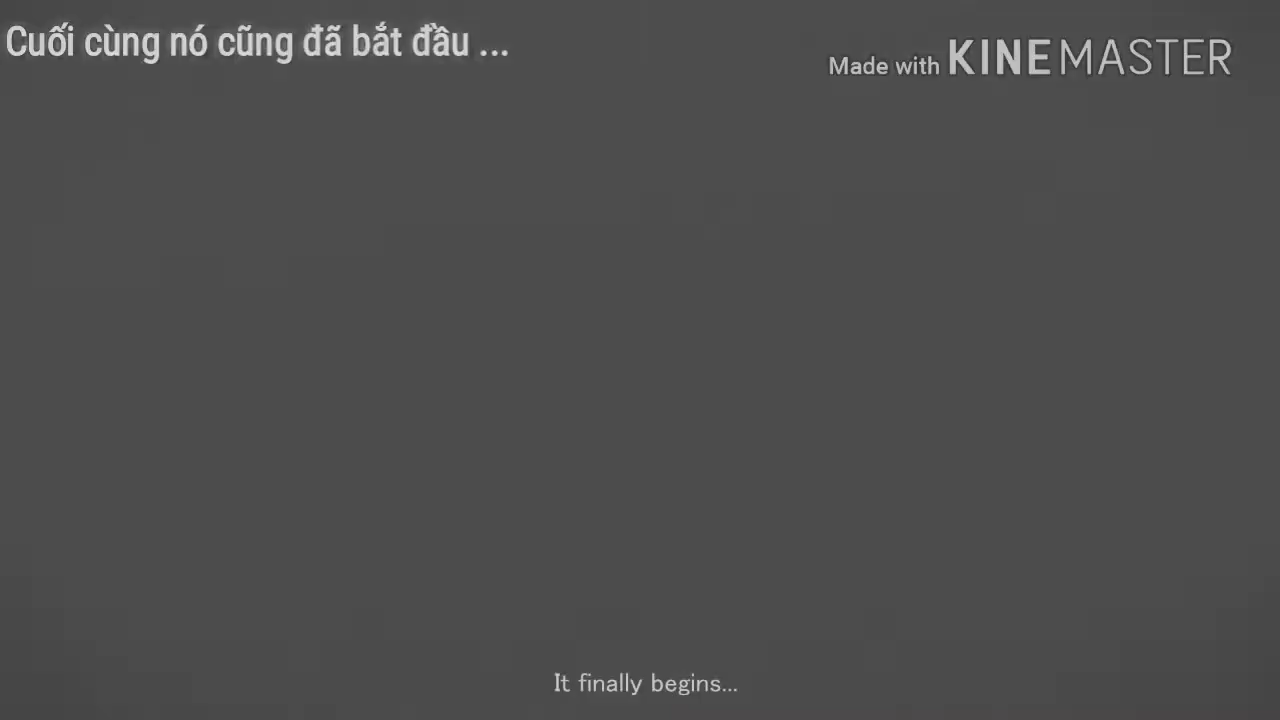 Cuối cùng nó cũng đã bắt đầu ...
Made with KINEMASTER
It finally begins...